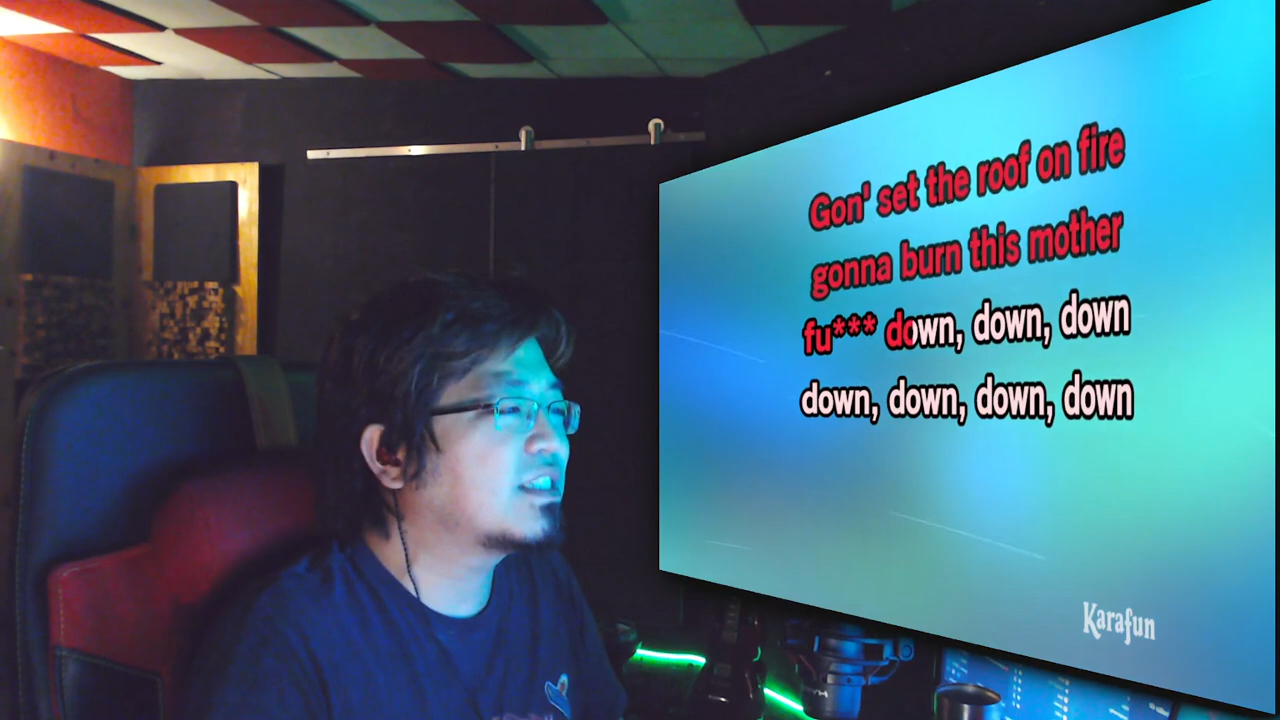 Gon' set the roof on fire
gonna burn this mother
fu*** down, down, down
down, down, down, down
Karafun